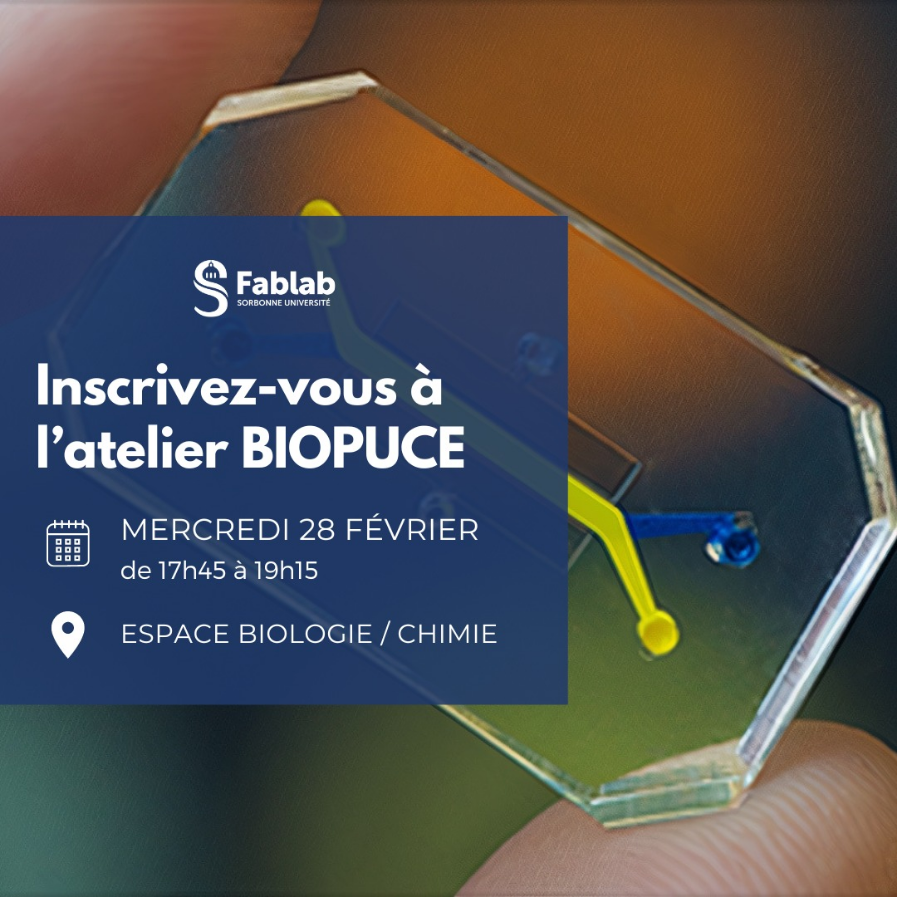 Fablab
SORBONNE UNIVERSITÉ
Inscrivez-vous à
l’atelier BIOPUCE
MERCREDI 28 FÉVRIER
de 17h45 à 19h15
ESPACE BIOLOGIE / CHIMIE